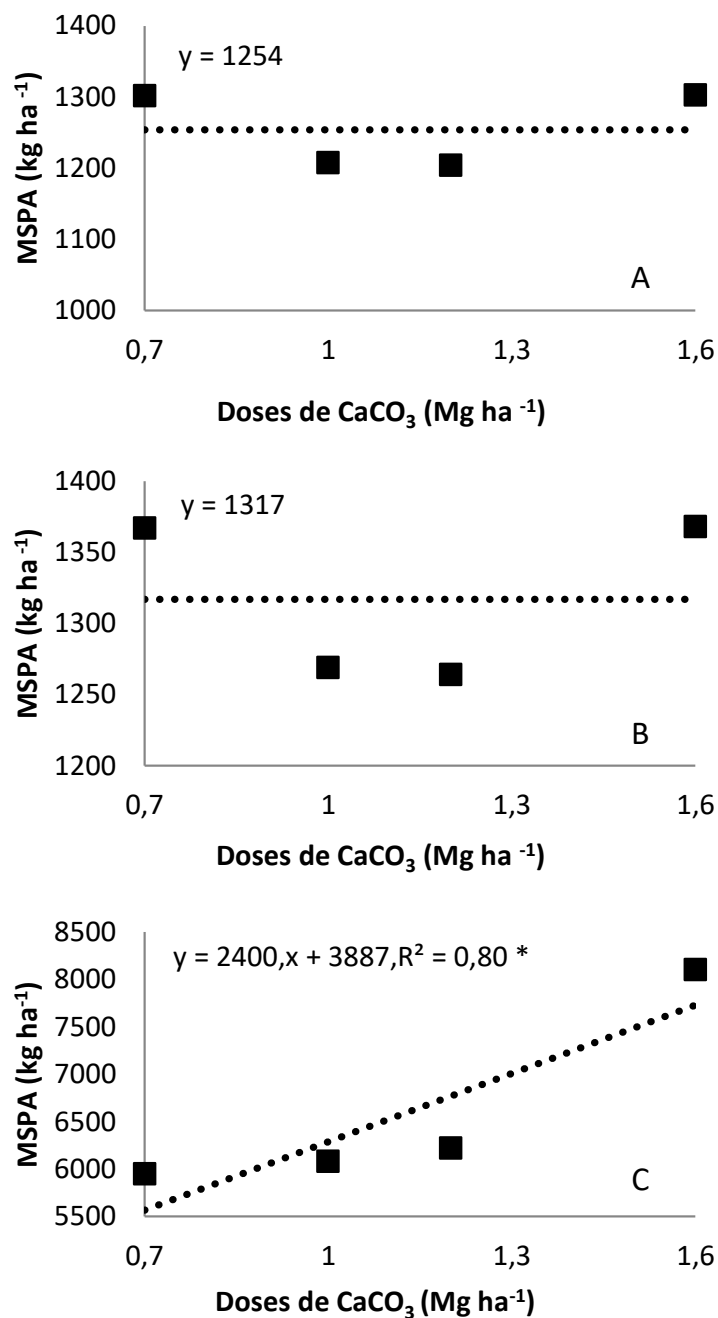 1400
y = 1254
1300
1200
1100
1000
MSPA (kg ha ⁻¹)
A
0,7 1 1,3 1,6
Doses de CaCO₃ (Mg ha ⁻¹)
1400
y = 1317
1350
1300
1250
1200
MSPA (kg ha ⁻¹)
B
0,7 1 1,3 1,6
Doses de CaCO₃ (Mg ha ⁻¹)
8500
y = 2400,x + 3887,R² = 0,80 *
8000
7500
7000
6500
6000
5500
MSPA (kg ha⁻¹)
C
0,7 1 1,3 1,6
Doses de CaCO₃ (Mg ha ⁻¹)